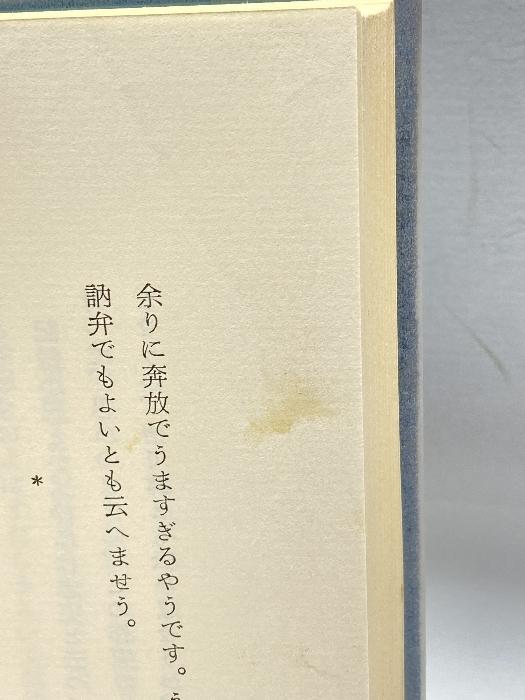 余りに奔放でうますぎるやうです。
訥弁でもよいとも云へませう。
*